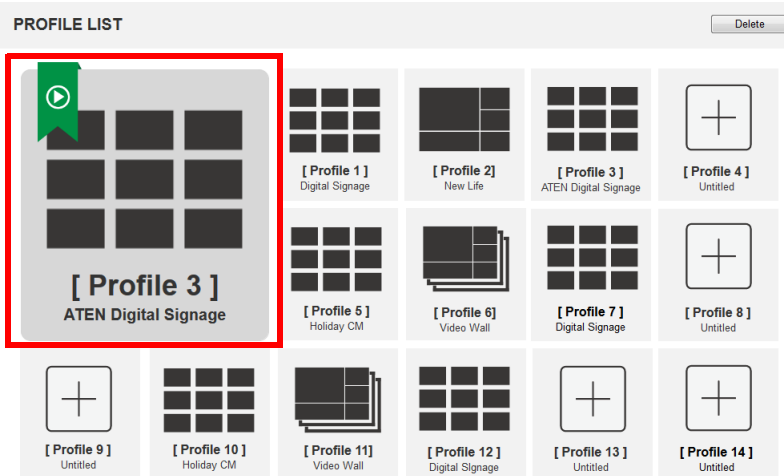 PROFILE LIST
Delete
[ Profile 3 ]
ATEN Digital Signage
[ Profile 1 ]
Digital Signage
[ Profile 2]
New Life
[ Profile 3 ]
ATEN Digital Signage
[ Profile 4 ]
Untitled
[ Profile 5 ]
Holiday CM
[ Profile 6]
Video Wall
[ Profile 7 ]
Digital Signage
[ Profile 8 ]
Untitled
[ Profile 9 ]
Untitled
[ Profile 10 ]
Holiday CM
[ Profile 11]
Video Wall
[ Profile 12 ]
Digital SIgnage
[ Profile 13 ]
Untitled
[ Profile 14 ]
Untitled